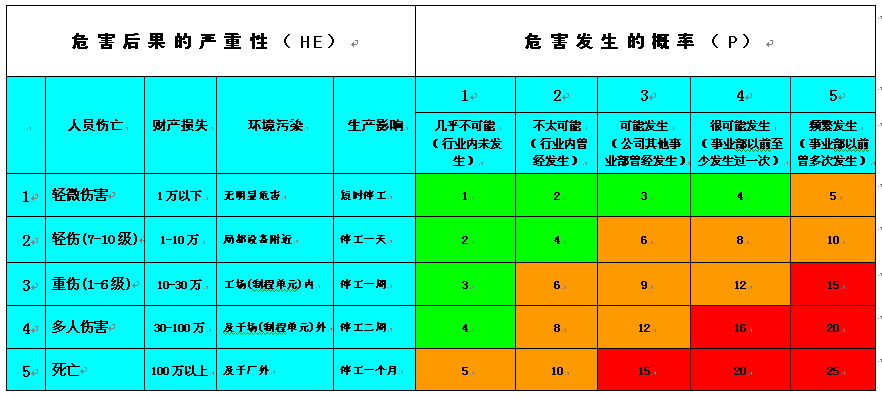 危害后果的严重性（HE） 危害发生的概率（P）
1 2 3 4 5
人员伤亡 财产损失 环境污染 生产影响 几乎不可能（行业内未发生） 不太可能（行业内曾经发生） 可能发生（公司其他事业部曾经发生） 很可能发生（事业部以前至少发生过一次） 频繁发生（事业部以前曾多次发生）
1 轻微伤害 1万以下 无明显危害 短时停工 1 2 3 4 5
2 轻伤(7-10级) 1-10万 局部设备附近 停工一天 2 4 6 8 10
3 重伤(1-6级) 10-30万 工场(制程单元)内 停工一周 3 6 9 12 15
4 多人伤害 30-100万 及于场(制程单元)外 停工二周 4 8 12 16 20
5 死亡 100万以上 及于厂外 停工一个月 5 10 15 20 25